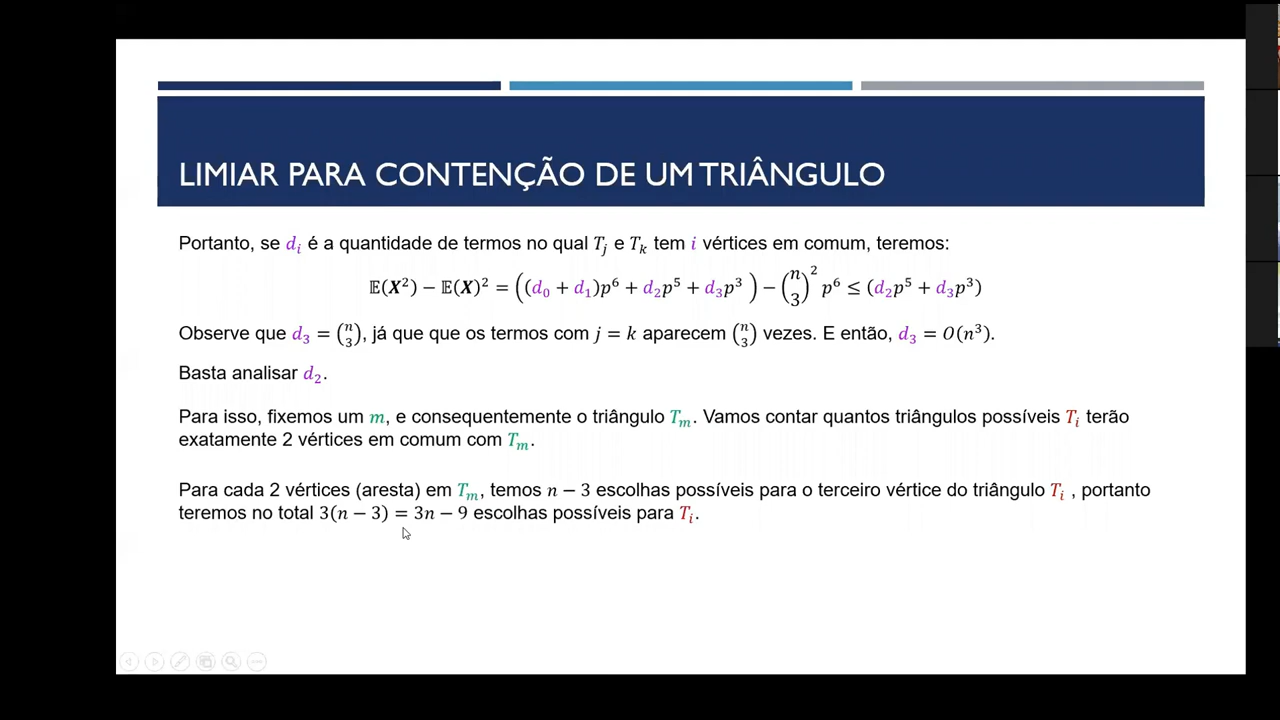 LIMIAR PARA CONTENÇÃO DE UM TRIÂNGULO
Portanto, se d_i é a quantidade de termos no qual T_j e T_k tem i vértices em comum, teremos:
𝔼(X²) − 𝔼(X)² = ((d₀ + d₁)p⁶ + d₂p⁵ + d₃p³ ) − (n 3)² p⁶ ≤ (d₂p⁵ + d₃p³)
Observe que d₃ = (n 3), já que que os termos com j = k aparecem (n 3) vezes. E então, d₃ = O(n³).
Basta analisar d₂.
Para isso, fixemos um m, e consequentemente o triângulo T_m. Vamos contar quantos triângulos possíveis T_i terão
exatamente 2 vértices em comum com T_m.
Para cada 2 vértices (aresta) em T_m, temos n − 3 escolhas possíveis para o terceiro vértice do triângulo T_i , portanto
teremos no total 3(n − 3) = 3n − 9 escolhas possíveis para T_i.